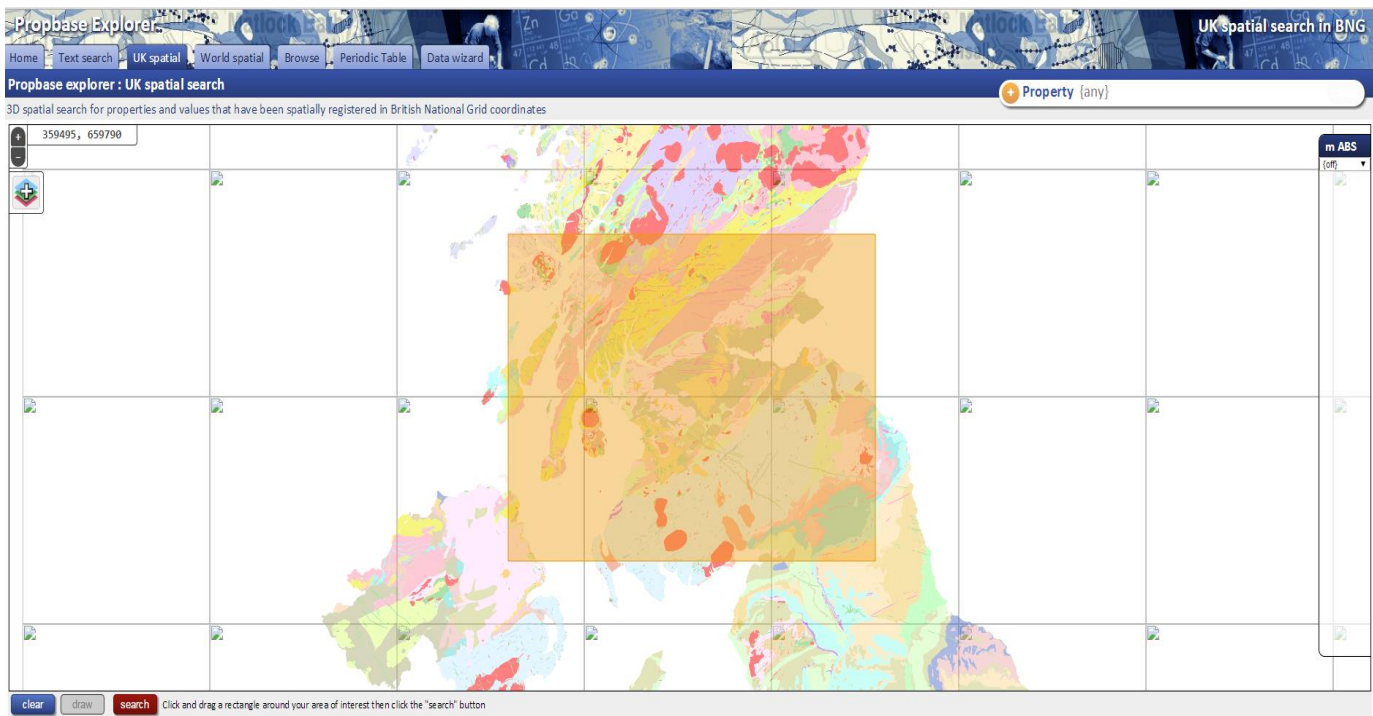 Propbase Explorer:
UK spatial search in BNG
Home Text search UK spatial World spatial Browse Periodic Table Data wizard
Propbase explorer : UK spatial search
Property {any}
3D spatial search for properties and values that have been spatially registered in British National Grid coordinates
359495, 659790
m ABS
{off}
clear draw search Click and drag a rectangle around your area of interest then click the "search" button